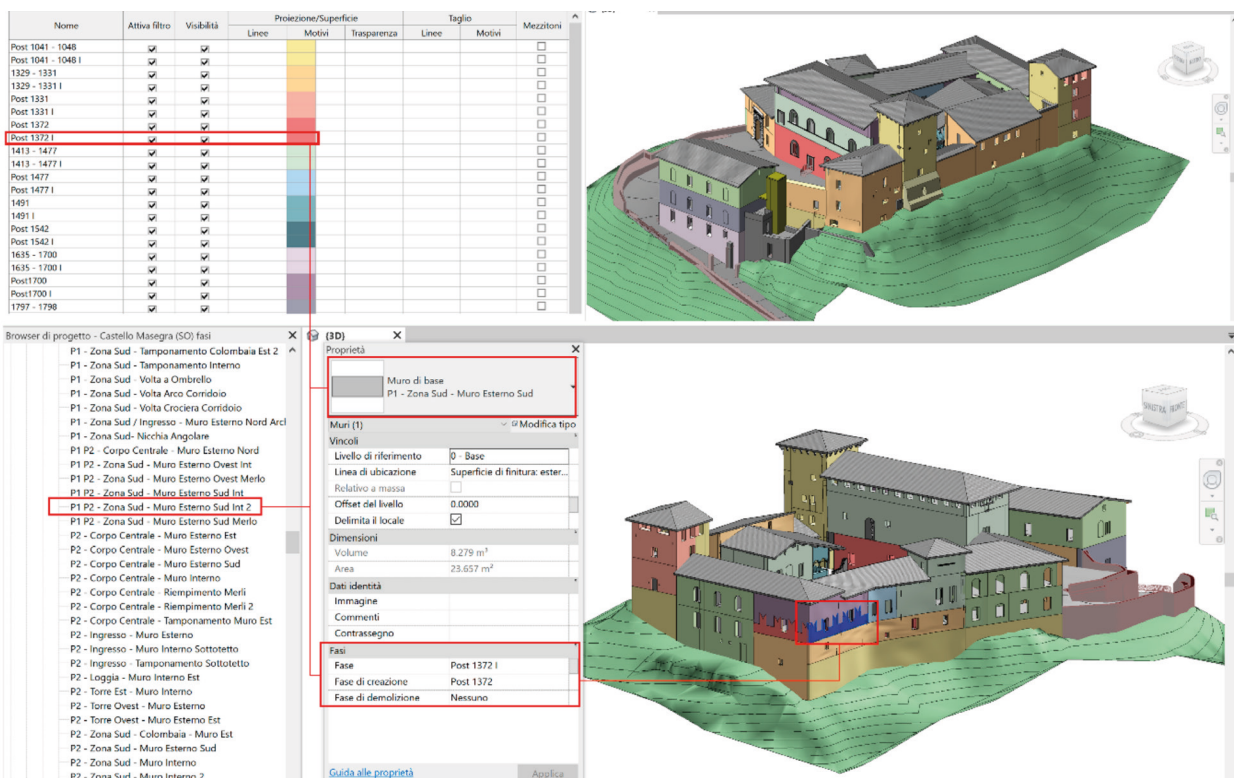 Nome Attiva filtro Visibilità Proiezione/Superficie Taglio Mezzitoni
Linee Motivi Trasparenza Linee Motivi
Post 1041 - 1048
Post 1041 - 1048 I
1329 - 1331
1329 - 1331 I
Post 1331
Post 1331 I
Post 1372
Post 1372 I
1413 - 1477
1413 - 1477 I
Post 1477
Post 1477 I
1491
1491 I
Post 1542
Post 1542 I
1635 - 1700
1635 - 1700 I
Post1700
Post1700 I
1797 - 1798
Browser di progetto - Castello Masegra (SO) fasi
P1 - Zona Sud - Tamponamento Colombaia Est 2
P1 - Zona Sud - Tamponamento Interno
P1 - Zona Sud - Volta a Ombrello
P1 - Zona Sud - Volta Arco Corridoio
P1 - Zona Sud - Volta Crociera Corridoio
P1 - Zona Sud / Ingresso - Muro Esterno Nord Arcl
P1 - Zona Sud- Nicchia Angolare
P1 P2 - Corpo Centrale - Muro Esterno Nord
P1 P2 - Zona Sud - Muro Esterno Ovest Int
P1 P2 - Zona Sud - Muro Esterno Ovest Merlo
P1 P2 - Zona Sud - Muro Esterno Sud Int
P1 P2 - Zona Sud - Muro Esterno Sud Int 2
P1 P2 - Zona Sud - Muro Esterno Sud Merlo
P2 - Corpo Centrale - Muro Esterno Est
P2 - Corpo Centrale - Muro Esterno Ovest
P2 - Corpo Centrale - Muro Esterno Sud
P2 - Corpo Centrale - Muro Interno
P2 - Corpo Centrale - Riempimento Merli
P2 - Corpo Centrale - Riempimento Merli 2
P2 - Corpo Centrale - Tamponamento Muro Est
P2 - Ingresso - Muro Esterno
P2 - Ingresso - Muro Esterno Sottotetto
P2 - Ingresso - Tamponamento Sottotetto
P2 - Loggia - Muro Interno Est
P2 - Torre Est - Muro Interno
P2 - Torre Ovest - Muro Esterno
P2 - Torre Ovest - Muro Esterno Est
P2 - Zona Sud - Colombaia - Muro Est
P2 - Zona Sud - Muro Esterno Sud
P2 - Zona Sud - Muro Interno
P2 - Zona Sud - Muro Interno 2
{3D}
Proprietà
Muro di base
P1 - Zona Sud - Muro Esterno Sud
Muri (1) Modifica tipo
Vincoli
Livello di riferimento 0 - Base
Linea di ubicazione Superficie di finitura: ester...
Relativo a massa
Offset del livello 0.0000
Delimita il locale
Dimensioni
Volume 8.279 m³
Area 23.657 m²
Dati identità
Immagine
Commenti
Contrassegno
Fasi
Fase Post 1372 I
Fase di creazione Post 1372
Fase di demolizione Nessuno
Guida alle proprietà Applica